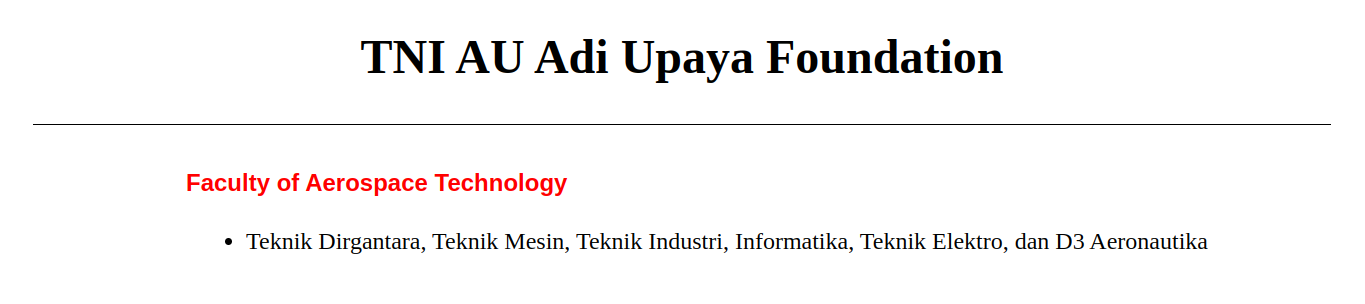 TNI AU Adi Upaya Foundation
Faculty of Aerospace Technology
• Teknik Dirgantara, Teknik Mesin, Teknik Industri, Informatika, Teknik Elektro, dan D3 Aeronautika